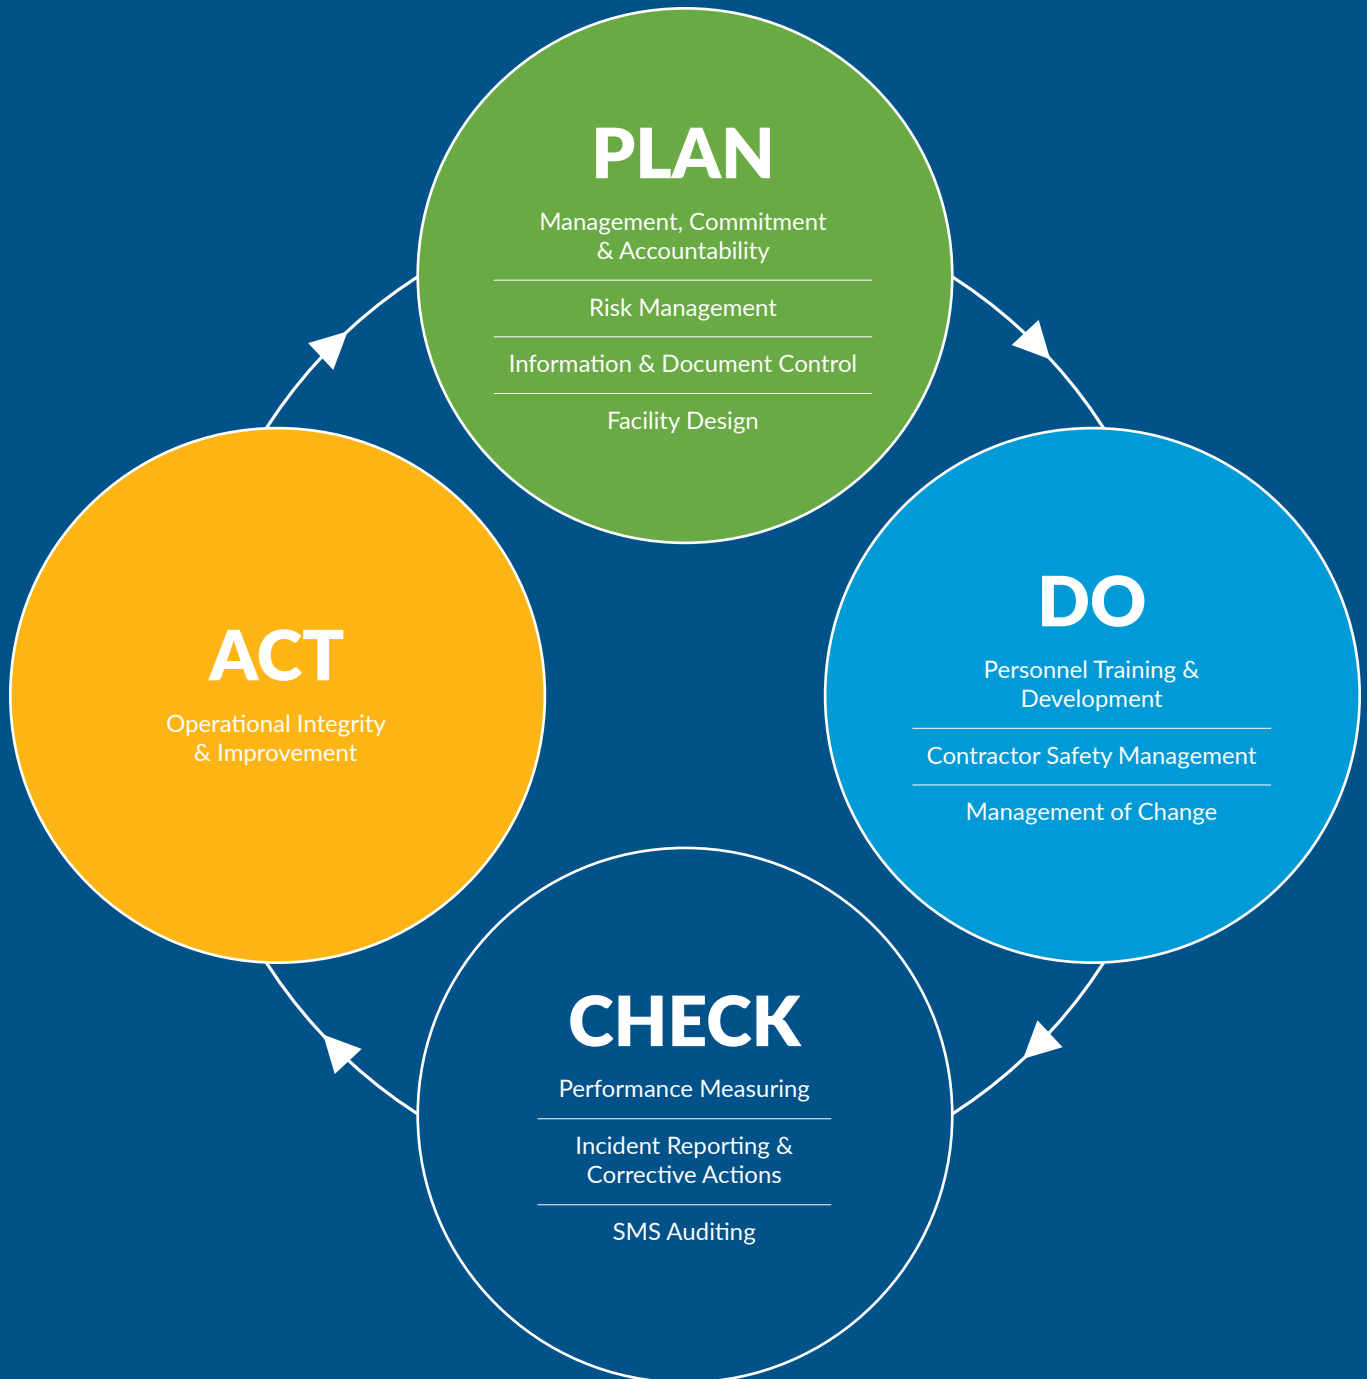 PLAN
Management, Commitment
& Accountability
Risk Management
Information & Document Control
Facility Design
DO
Personnel Training &
Development
Contractor Safety Management
Management of Change
CHECK
Performance Measuring
Incident Reporting &
Corrective Actions
SMS Auditing
ACT
Operational Integrity
& Improvement